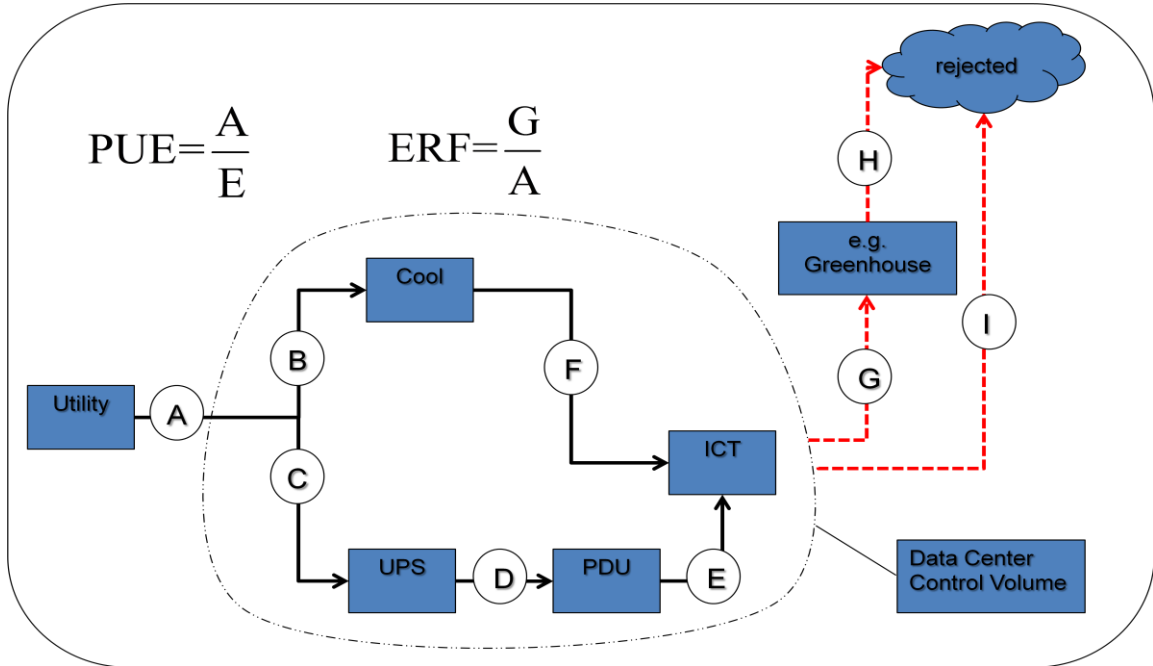 rejected
PUE=A/E
ERF=G/A
H
e.g.
Greenhouse
Cool
I
B
F
G
Utility
A
ICT
C
UPS
D
PDU
E
Data Center
Control Volume